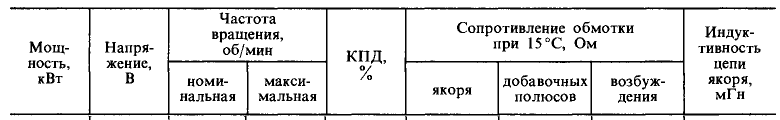 Мощ-
ность,
кВт
Напря-
жение,
В
Частота
вращения,
об/мин
номи-
нальная
макси-
мальная
КПД,
%
Сопротивление обмотки
при 15 °С, Ом
якоря
добавочных
полюсов
возбуж-
дения
Индук-
тивность
цепи
якоря,
мГн